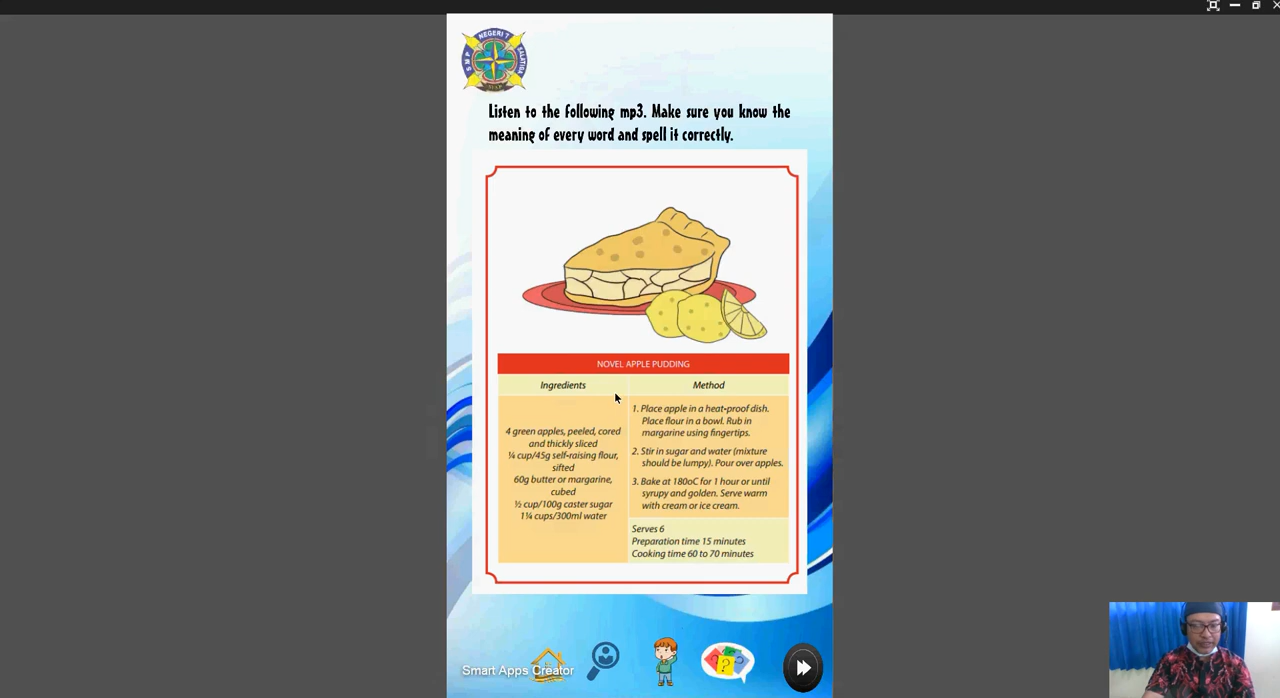 NEGERI 7
SMP
SALATIGA
Listen to the following mp3. Make sure you know the
meaning of every word and spell it correctly.
NOVEL APPLE PUDDING
Ingredients
4 green apples, peeled, cored
and thickly sliced
¼ cup/45g self-raising flour,
sifted
60g butter or margarine,
cubed
½ cup/100g caster sugar
1¼ cups/300ml water
Method
1. Place apple in a heat-proof dish.
Place flour in a bowl. Rub in
margarine using fingertips.
2. Stir in sugar and water (mixture
should be lumpy). Pour over apples.
3. Bake at 180oC for 1 hour or until
syrupy and golden. Serve warm
with cream or ice cream.
Serves 6
Preparation time 15 minutes
Cooking time 60 to 70 minutes
Smart Apps Creator